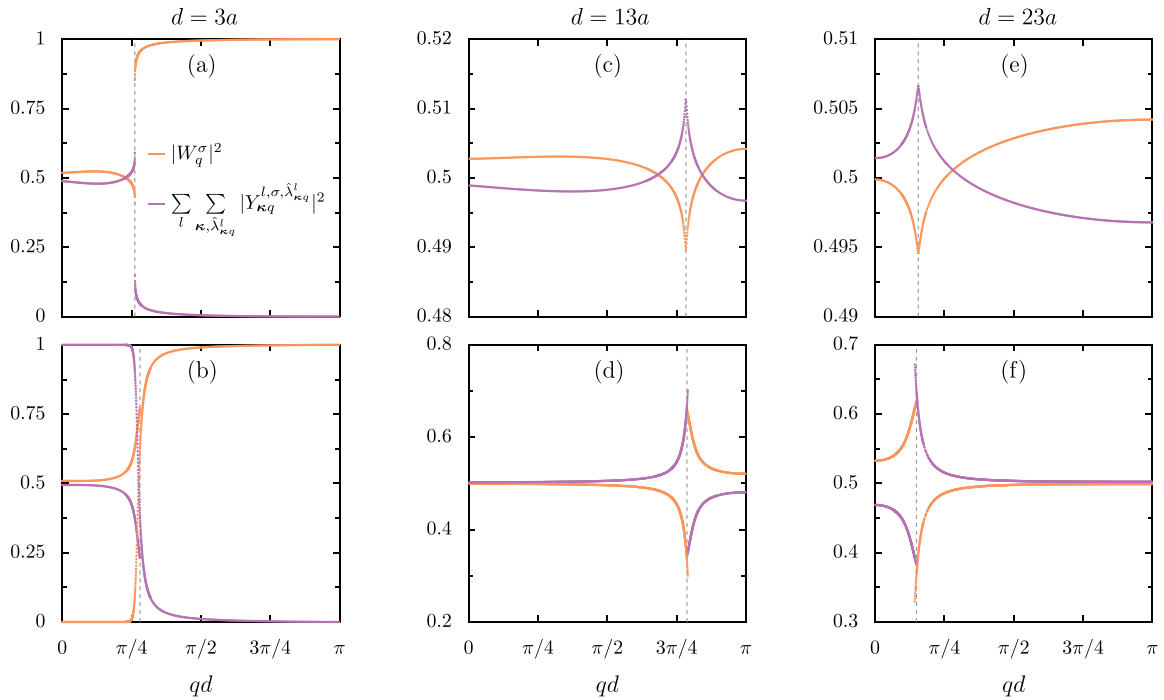 d = 3a
d = 13a
d = 23a
1
0.75
0.5
0.25
0
(a)
|W_q^σ|^2
∑_l ∑_{κ,λ̂_{κq}^l} |Y_{κq}^{l,σ,λ̂_{κq}^l}|^2
0.52
0.51
0.5
0.49
0.48
(c)
0.51
0.505
0.5
0.495
0.49
(e)
1
0.75
0.5
0.25
0
(b)
0 π/4 π/2 3π/4 π
qd
0.8
0.6
0.4
0.2
(d)
0 π/4 π/2 3π/4 π
qd
0.7
0.6
0.5
0.4
0.3
(f)
0 π/4 π/2 3π/4 π
qd